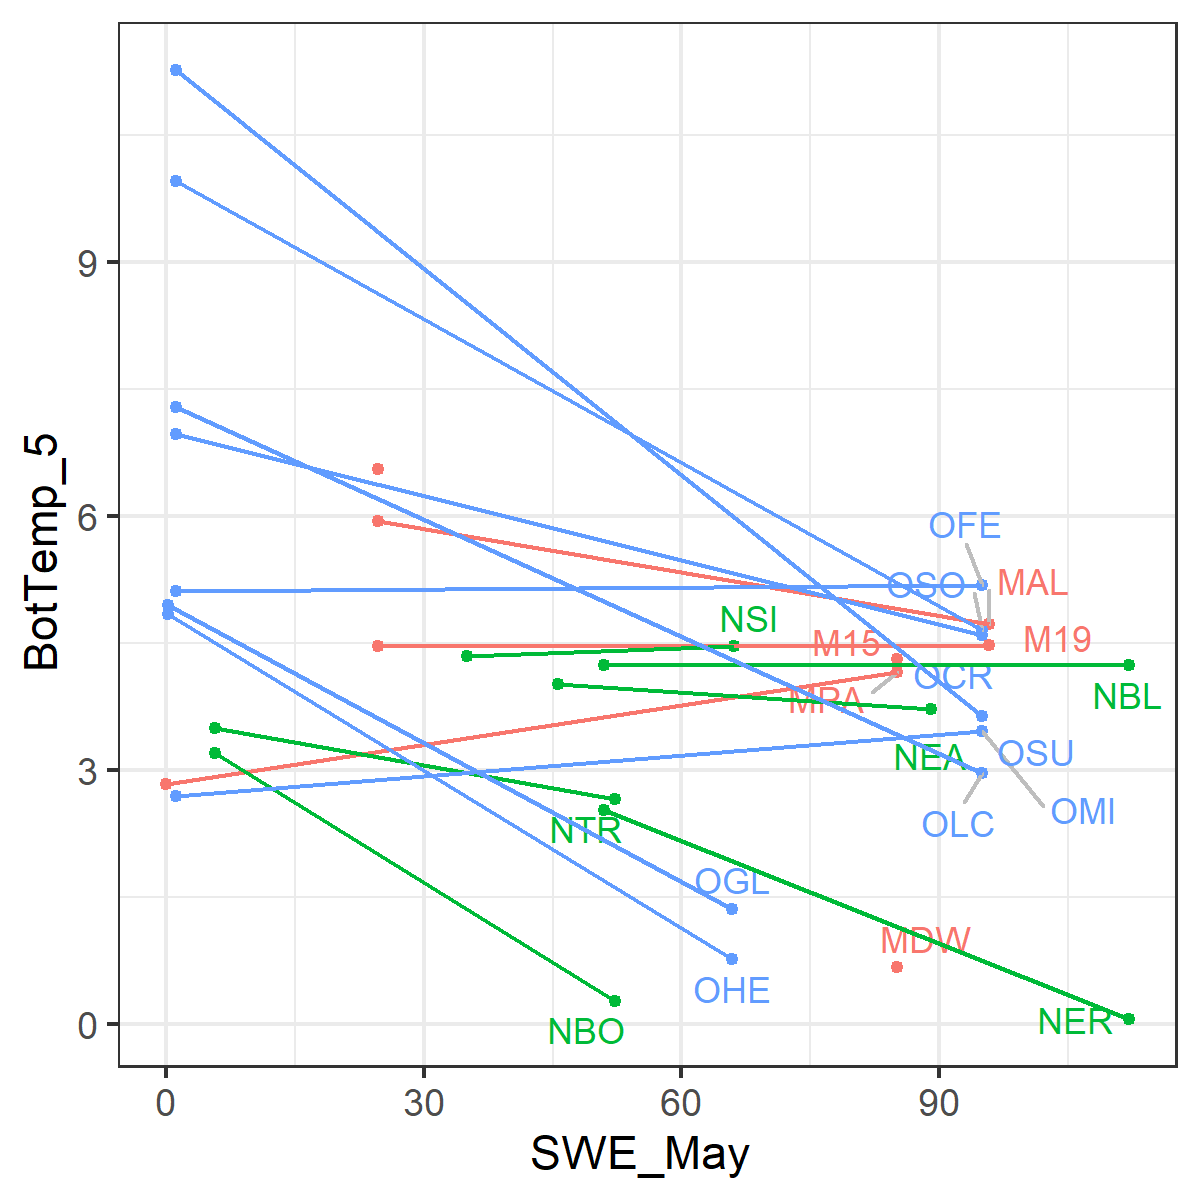 BotTemp_5
9
6
3
0
OFE
OSO
MAL
NSI
M15
M19
OCR
MRA
NBL
NEA
OSU
OMI
OLC
NTR
OGL
MDW
OHE
NER
NBO
0 30 60 90
SWE_May